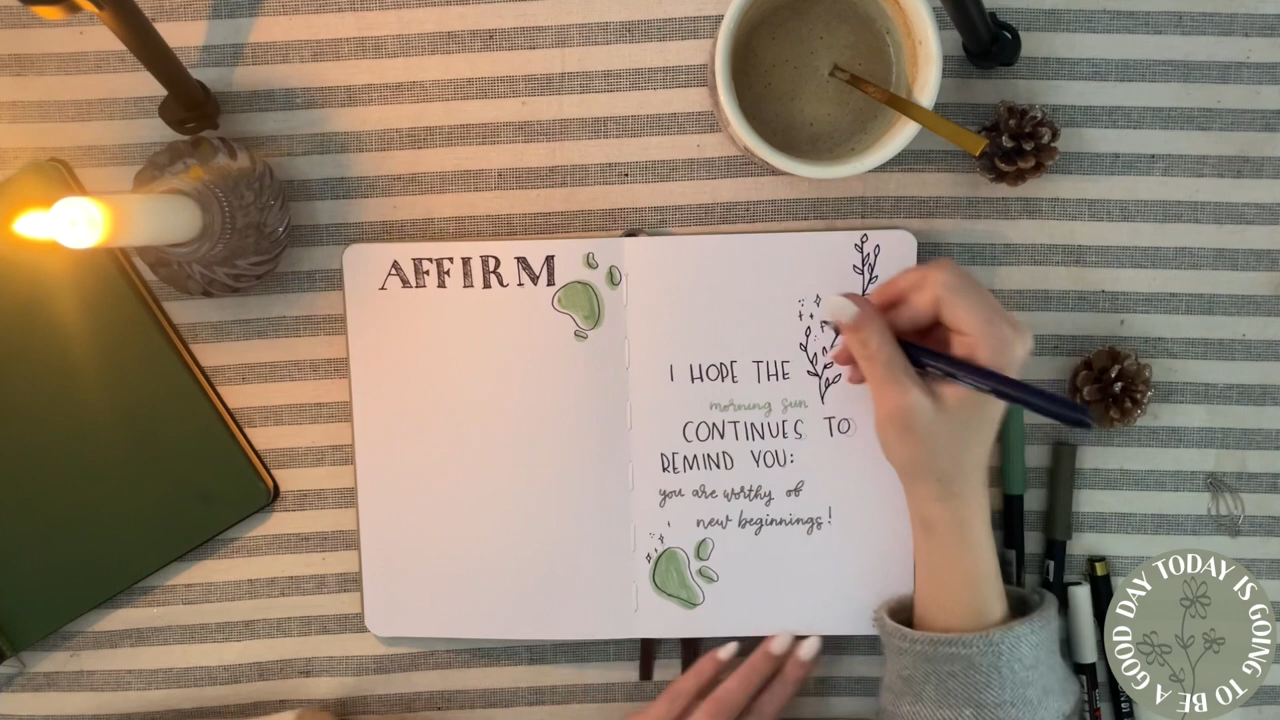 AFFIRM
I HOPE THE
morning sun
CONTINUES TO
REMIND YOU:
you are worthy of
new beginnings!
TODAY IS GOING TO BE A GOOD DAY